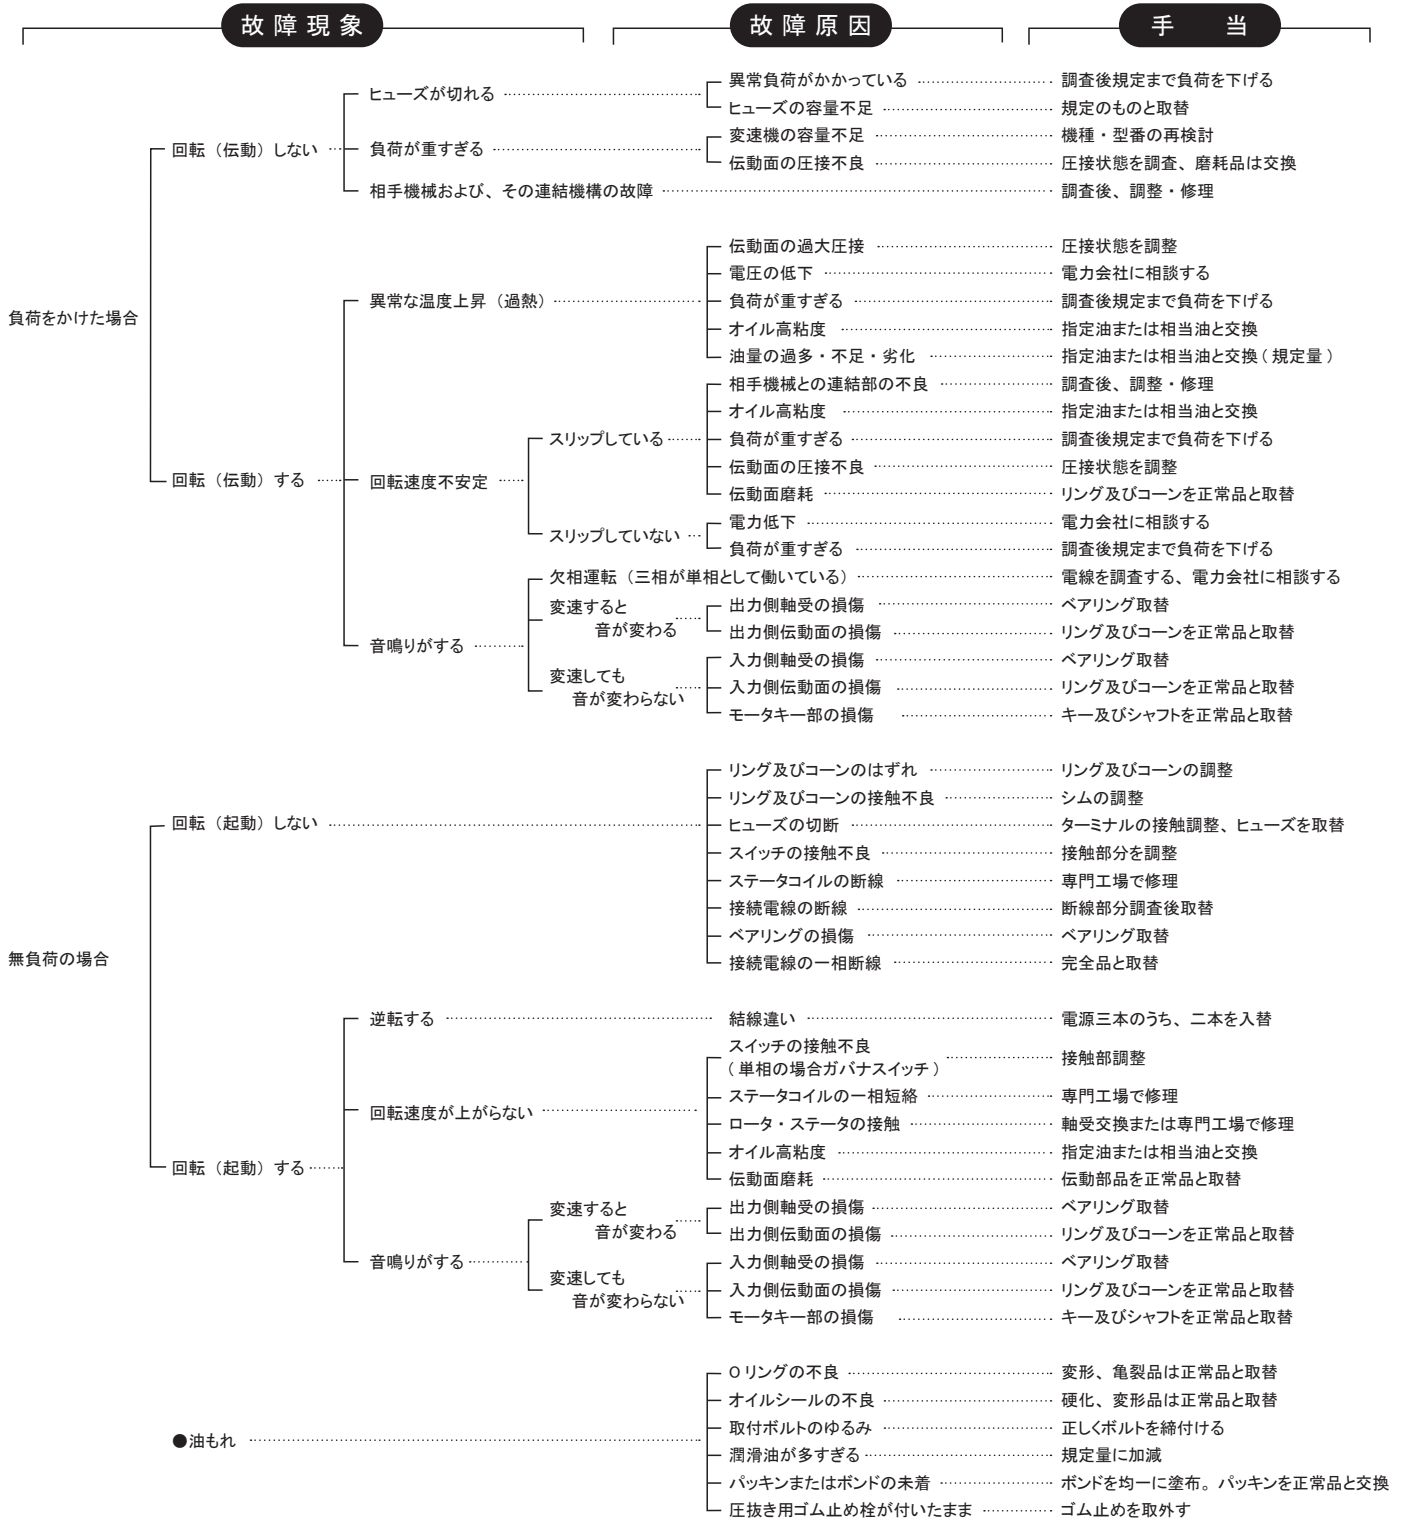 故障現象　故障原因　手　当
ヒューズが切れる
異常負荷がかかっている　調査後規定まで負荷を下げる
ヒューズの容量不足　規定のものと取替
回転（伝動）しない
負荷が重すぎる
変速機の容量不足　機種・型番の再検討
伝動面の圧接不良　圧接状態を調査、磨耗品は交換
相手機械および、その連結機構の故障　調査後、調整・修理
負荷をかけた場合
異常な温度上昇（過熱）
伝動面の過大圧接　圧接状態を調整
電圧の低下　電力会社に相談する
負荷が重すぎる　調査後規定まで負荷を下げる
オイル高粘度　指定油または相当油と交換
油量の過多・不足・劣化　指定油または相当油と交換（規定量）
回転（伝動）する
回転速度不安定
スリップしている
相手機械との連結部の不良　調査後、調整・修理
オイル高粘度　指定油または相当油と交換
負荷が重すぎる　調査後規定まで負荷を下げる
伝動面の圧接不良　圧接状態を調整
伝動面磨耗　リング及びコーンを正常品と取替
スリップしていない
電力低下　電力会社に相談する
負荷が重すぎる　調査後規定まで負荷を下げる
音鳴りがする
欠相運転（三相が単相として働いている）　電線を調査する、電力会社に相談する
変速すると
音が変わる
出力側軸受の損傷　ベアリング取替
出力側伝動面の損傷　リング及びコーンを正常品と取替
変速しても
音が変わらない
入力側軸受の損傷　ベアリング取替
入力側伝動面の損傷　リング及びコーンを正常品と取替
モータキー部の損傷　キー及びシャフトを正常品と取替
無負荷の場合
回転（起動）しない
リング及びコーンのはずれ　リング及びコーンの調整
リング及びコーンの接触不良　シムの調整
ヒューズの切断　ターミナルの接触調整、ヒューズを取替
スイッチの接触不良　接触部分を調整
ステータコイルの断線　専門工場で修理
接続電線の断線　断線部分調査後取替
ベアリングの損傷　ベアリング取替
接続電線の一相断線　完全品と取替
回転（起動）する
逆転する　結線違い　電源三本のうち、二本を入替
回転速度が上がらない
スイッチの接触不良
（単相の場合ガバナスイッチ）　接触部調整
ステータコイルの一相短絡　専門工場で修理
ロータ・ステータの接触　軸受交換または専門工場で修理
オイル高粘度　指定油または相当油と交換
伝動面磨耗　伝動部品を正常品と取替
音鳴りがする
変速すると
音が変わる
出力側軸受の損傷　ベアリング取替
出力側伝動面の損傷　リング及びコーンを正常品と取替
変速しても
音が変わらない
入力側軸受の損傷　ベアリング取替
入力側伝動面の損傷　リング及びコーンを正常品と取替
モータキー部の損傷　キー及びシャフトを正常品と取替
●油もれ
Oリングの不良　変形、亀裂品は正常品と取替
オイルシールの不良　硬化、変形品は正常品と取替
取付ボルトのゆるみ　正しくボルトを締付ける
潤滑油が多すぎる　規定量に加減
パッキンまたはボンドの未着　ボンドを均一に塗布。パッキンを正常品と交換
圧抜き用ゴム止め栓が付いたまま　ゴム止めを取外す